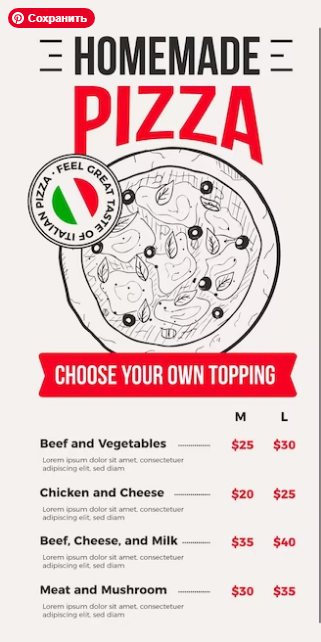 Сохранить
HOMEMADE
PIZZA
• FEEL GREAT TASTE OF ITALIAN PIZZA
CHOOSE YOUR OWN TOPPING
M L
Beef and Vegetables $25 $30
Lorem ipsum dolor sit amet, consectetuer
adipiscing elit, sed diam
Chicken and Cheese $20 $25
Lorem ipsum dolor sit amet, consectetuer
adipiscing elit, sed diam
Beef, Cheese, and Milk $35 $40
Lorem ipsum dolor sit amet, consectetuer
adipiscing elit, sed diam
Meat and Mushroom $30 $35
Lorem ipsum dolor sit amet, consectetuer
adipiscing elit, sed diam